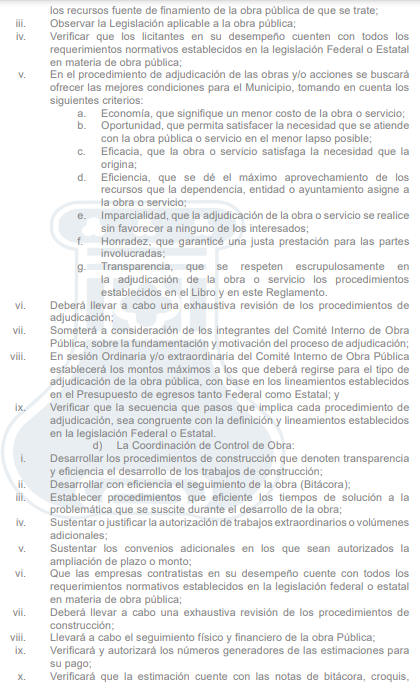 los recursos fuente de finamiento de la obra pública de que se trate;
iii. Observar la Legislación aplicable a la obra pública;
iv. Verificar que los licitantes en su desempeño cuenten con todos los
requerimientos normativos establecidos en la legislación Federal o Estatal
en materia de obra pública;
v. En el procedimiento de adjudicación de las obras y/o acciones se buscará
ofrecer las mejores condiciones para el Municipio, tomando en cuenta los
siguientes criterios:
a. Economía, que signifique un menor costo de la obra o servicio;
b. Oportunidad, que permita satisfacer la necesidad que se atiende
con la obra pública o servicio en el menor lapso posible;
c. Eficacia, que la obra o servicio satisfaga la necesidad que la
origina;
d. Eficiencia, que se dé el máximo aprovechamiento de los
recursos que la dependencia, entidad o ayuntamiento asigne a
la obra o servicio;
e. Imparcialidad, que la adjudicación de la obra o servicio se realice
sin favorecer a ninguno de los interesados;
f. Honradez, que garanticé una justa prestación para las partes
involucradas;
g. Transparencia, que se respeten escrupulosamente en
la adjudicación de la obra o servicio los procedimientos
establecidos en el Libro y en este Reglamento.
vi. Deberá llevar a cabo una exhaustiva revisión de los procedimientos de
adjudicación;
vii. Someterá a consideración de los integrantes del Comité Interno de Obra
Pública, sobre la fundamentación y motivación del proceso de adjudicación;
viii. En sesión Ordinaria y/o extraordinaria del Comité Interno de Obra Pública
establecerá los montos máximos a los que deberá regirse para el tipo de
adjudicación de la obra pública, con base en los lineamientos establecidos
en el Presupuesto de egresos tanto Federal como Estatal; y
ix. Verificar que la secuencia que pasos que implica cada procedimiento de
adjudicación, sea congruente con la definición y lineamientos establecidos
en la legislación Federal o Estatal.
d) La Coordinación de Control de Obra:
i. Desarrollar los procedimientos de construcción que denoten transparencia
y eficiencia el desarrollo de los trabajos de construcción;
ii. Desarrollar con eficiencia el seguimiento de la obra (Bitácora);
iii. Establecer procedimientos que eficiente los tiempos de solución a la
problemática que se suscite durante el desarrollo de la obra;
iv. Sustentar o justificar la autorización de trabajos extraordinarios o volúmenes
adicionales;
v. Sustentar los convenios adicionales en los que sean autorizados la
ampliación de plazo o monto;
vi. Que las empresas contratistas en su desempeño cuente con todos los
requerimientos normativos establecidos en la legislación federal o estatal
en materia de obra pública;
vii. Deberá llevar a cabo una exhaustiva revisión de los procedimientos de
construcción;
viii. Llevará a cabo el seguimiento físico y financiero de la obra Pública;
ix. Verificará y autorizará los números generadores de las estimaciones para
su pago;
x. Verificará que la estimación cuente con las notas de bitácora, croquis,